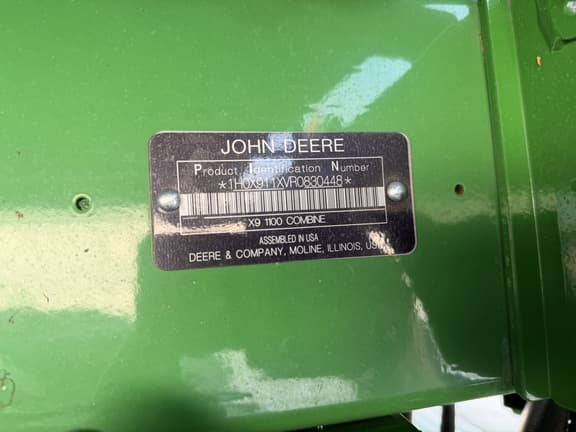 JOHN DEERE
Product Identification Number
*1H0X911XVR0830448*
X9 1100 COMBINE
ASSEMBLED IN USA
DEERE & COMPANY, MOLINE, ILLINOIS, USA